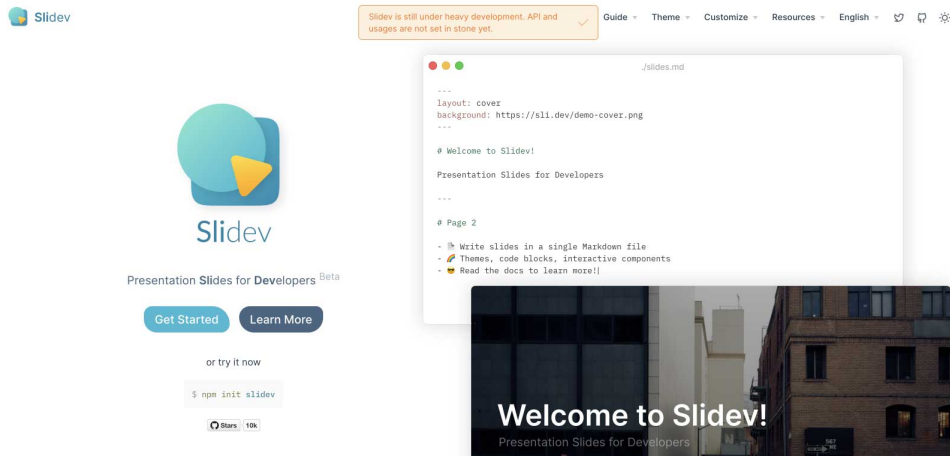 Slidev
Slidev is still under heavy development. API and
usages are not set in stone yet.
Guide
Theme
Customize
Resources
English
Slidev
Presentation Slides for Developers Beta
Get Started
Learn More
or try it now
$ npm init slidev
Stars 10k
./slides.md
---
layout: cover
background: https://sli.dev/demo-cover.png
---
# Welcome to Slidev!
Presentation Slides for Developers
---
# Page 2
- 📝 Write slides in a single Markdown file
- 🌈 Themes, code blocks, interactive components
- 😎 Read the docs to learn more!
Welcome to Slidev!
Presentation Slides for Developers